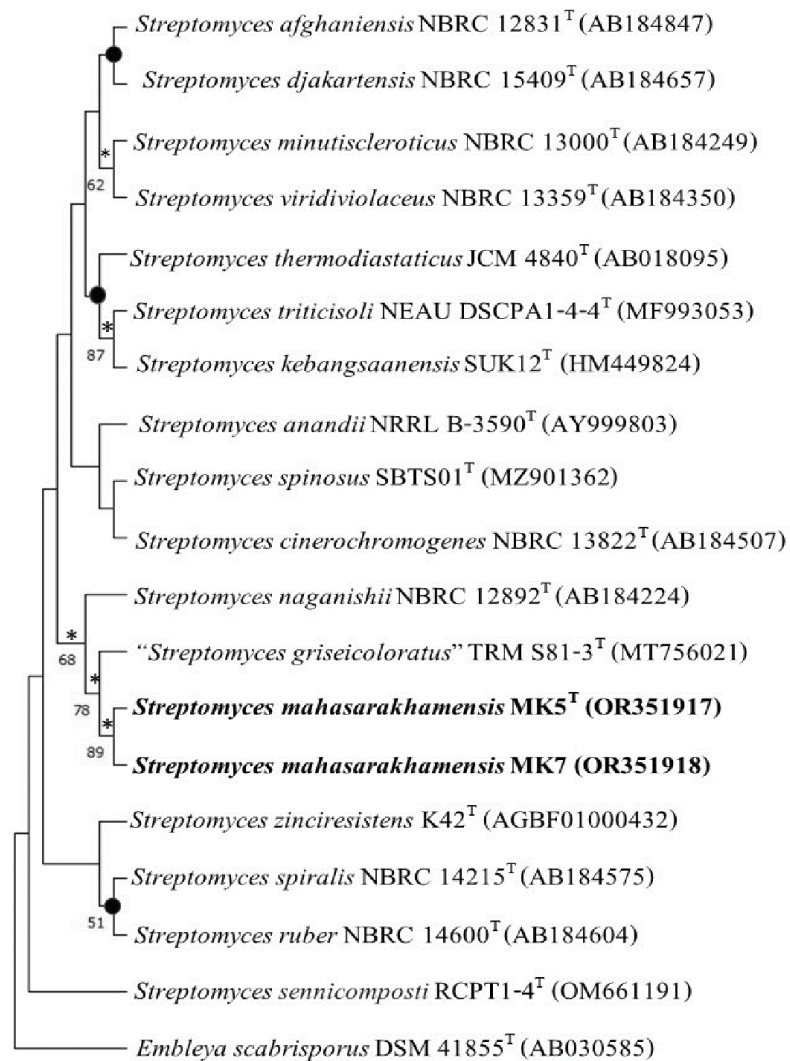 Streptomyces afghaniensis NBRC 12831T (AB184847)
Streptomyces djakartensis NBRC 15409T (AB184657)
*
Streptomyces minutiscleroticus NBRC 13000T (AB184249)
62
Streptomyces viridiviolaceus NBRC 13359T (AB184350)
Streptomyces thermodiastaticus JCM 4840T (AB018095)
*
Streptomyces triticisoli NEAU DSCPA1-4-4T (MF993053)
87
Streptomyces kebangsaanensis SUK12T (HM449824)
Streptomyces anandii NRRL B-3590T (AY999803)
Streptomyces spinosus SBTS01T (MZ901362)
Streptomyces cinerochromogenes NBRC 13822T (AB184507)
Streptomyces naganishii NBRC 12892T (AB184224)
*
68
“Streptomyces griseicoloratus” TRM S81-3T (MT756021)
*
78
Streptomyces mahasarakhamensis MK5T (OR351917)
*
89
Streptomyces mahasarakhamensis MK7 (OR351918)
Streptomyces zinciresistens K42T (AGBF01000432)
Streptomyces spiralis NBRC 14215T (AB184575)
51
Streptomyces ruber NBRC 14600T (AB184604)
Streptomyces sennicomposti RCPT1-4T (OM661191)
Embleya scabrisporus DSM 41855T (AB030585)